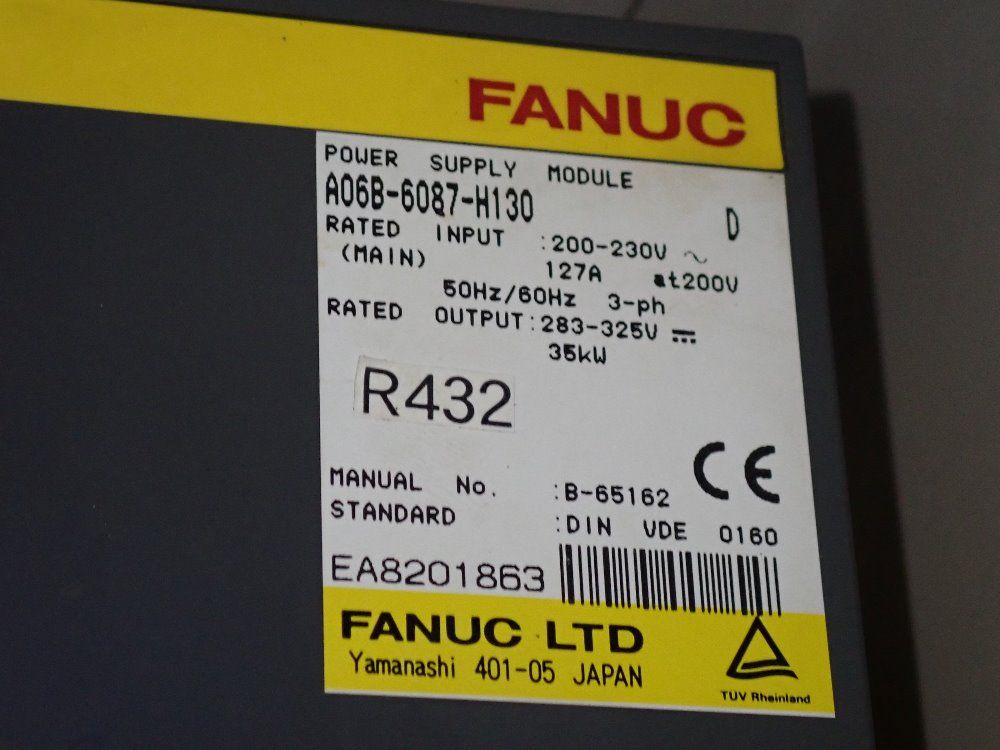 FANUC
POWER SUPPLY MODULE
A06B-6087-H130 D
RATED INPUT :200-230V ~
(MAIN) 127A at200V
50Hz/60Hz 3-ph
RATED OUTPUT:283-325V ⎓
35kW
R432
CE
MANUAL No. :B-65162
STANDARD :DIN VDE 0160
EA8201863
FANUC LTD
Yamanashi 401-05 JAPAN
TUV Rheinland